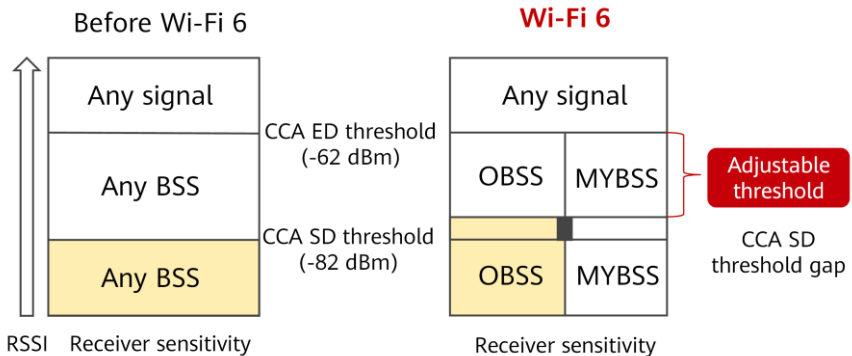 Before Wi-Fi 6
Wi-Fi 6
Any signal
Any signal
CCA ED threshold
(-62 dBm)
Any BSS
OBSS
MYBSS
Adjustable
threshold
CCA SD threshold
(-82 dBm)
CCA SD
threshold gap
Any BSS
OBSS
MYBSS
RSSI
Receiver sensitivity
Receiver sensitivity